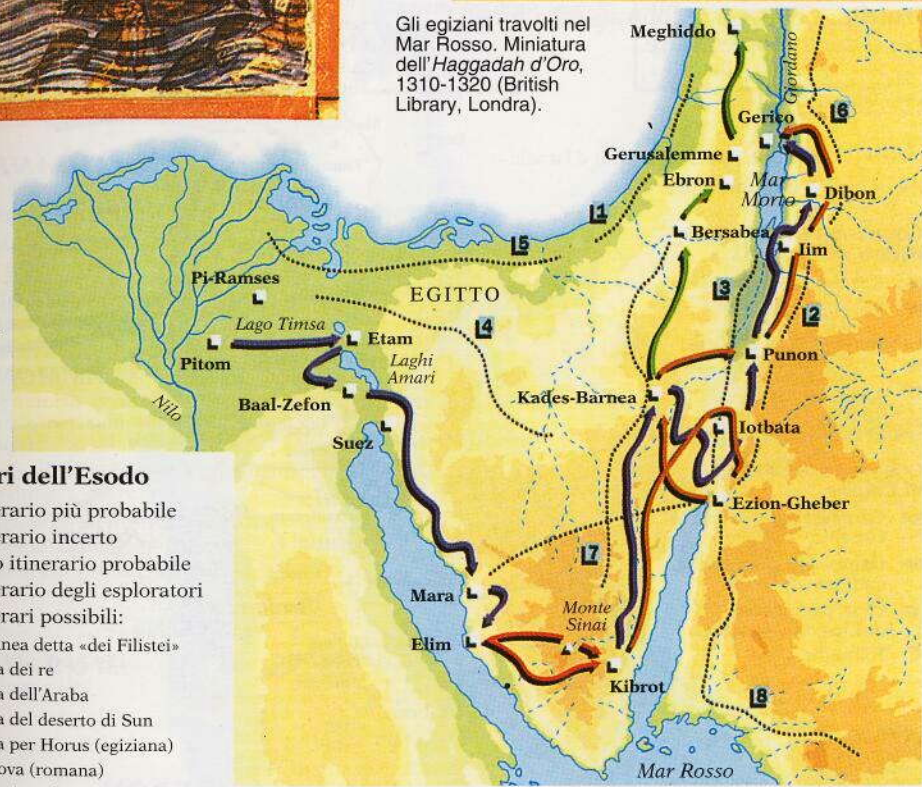 Gli egiziani travolti nel
Mar Rosso. Miniatura
dell'Haggadah d'Oro,
1310-1320 (British
Library, Londra).
Meghiddo
Giordano
Gerico
6
Gerusalemme
Ebron
Mar
Morto
Dibon
1
Bersabea
5
Iim
Pi-Ramses
EGITTO
3
2
4
Lago Timsa
Etam
Pitom
Laghi
Amari
Punon
Nilo
Baal-Zefon
Kades-Barnea
Suez
Iotbata
Ezion-Gheber
7
Mara
Monte
Sinai
Elim
Kibrot
8
Mar Rosso
ri dell'Esodo
rario più probabile
rario incerto
o itinerario probabile
rario degli esploratori
rari possibili:
nea detta «dei Filistei»
a dei re
a dell'Araba
a del deserto di Sun
a per Horus (egiziana)
ova (romana)